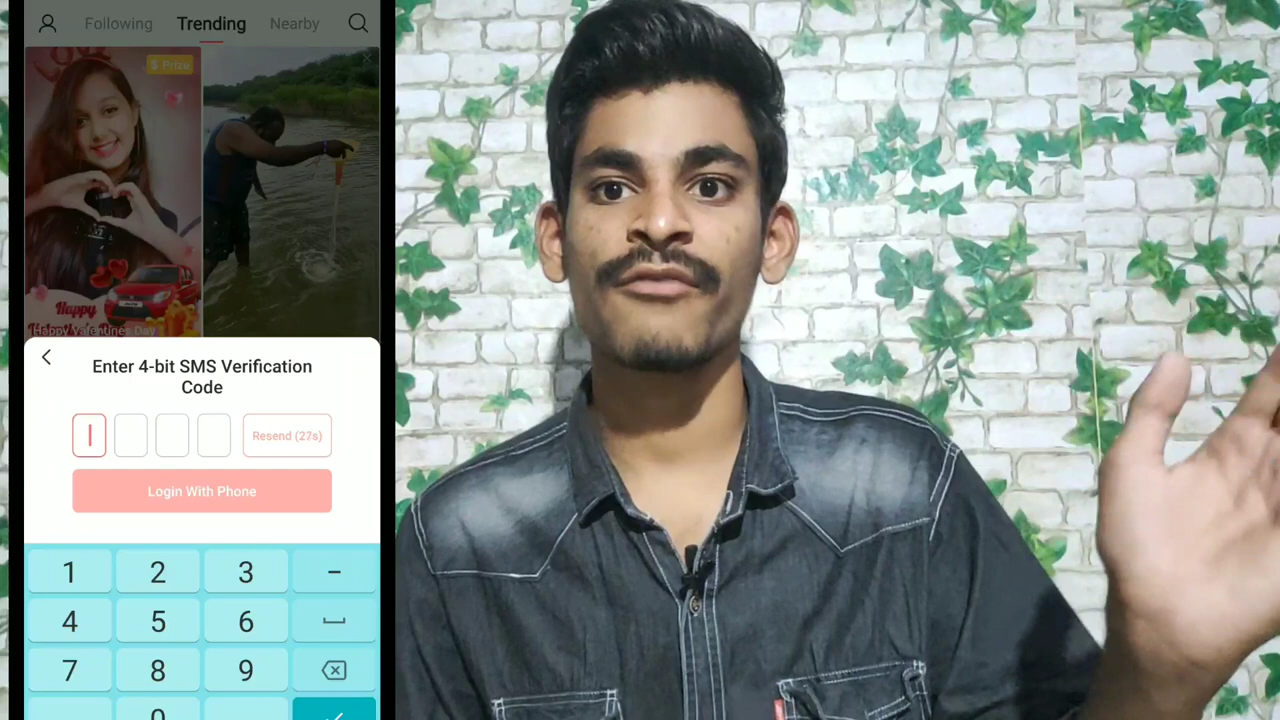 Following Trending Nearby
$ Prize
Happy
Happy Valentines Day
Enter 4-bit SMS Verification
Code
Resend (27s)
Login With Phone
1 2 3 -
4 5 6
7 8 9
0